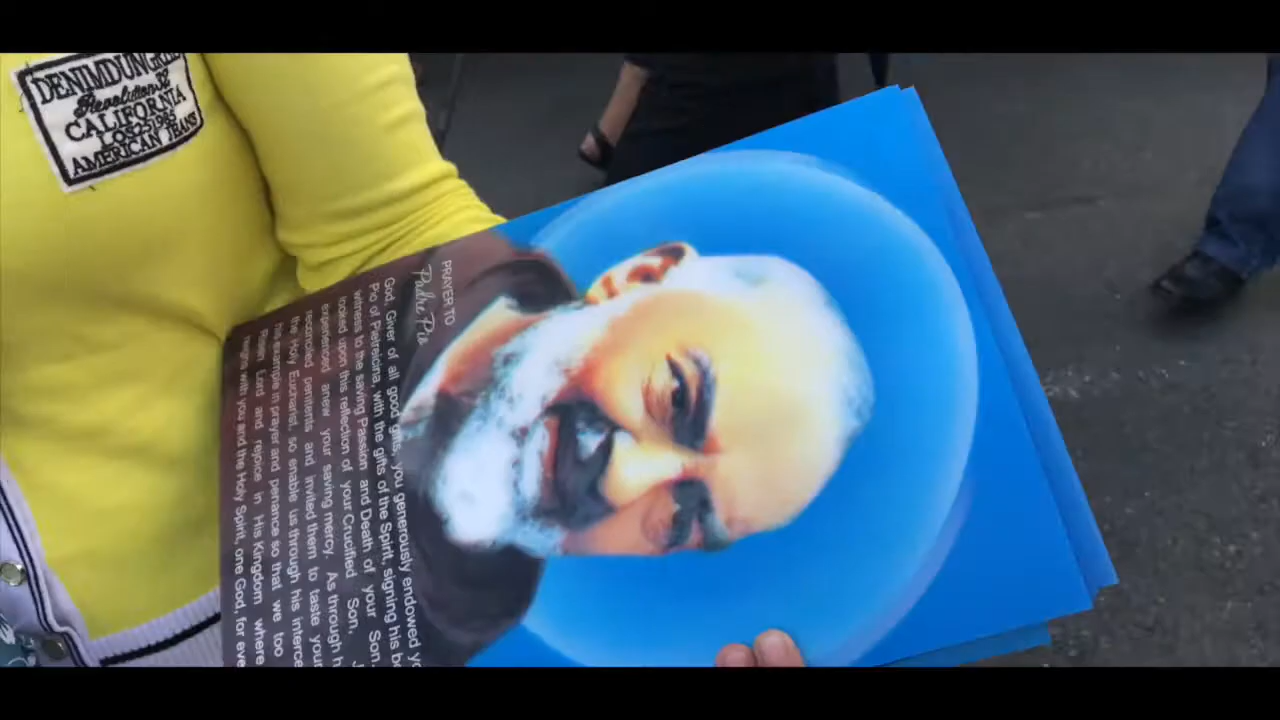 DENIMDUNGREE
Revolution 32
CALIFORNIA
LOS251985
AMERICAN JEANS
PRAYER TO
Padre Pio
God, Giver of all good gifts, you generously endowed
Pio of Pietrelcina, with the gifts of the Spirit, signing his
witness to the saving Passion and Death of your Son.
looked upon this reflection of your Crucified Son,
experienced anew your saving mercy. As through
reconciled penitents and invited them to taste your
the Holy Eucharist, so enable us through his
his example in prayer and penance so that we too
Risen Lord and rejoice in His Kingdom where
reigns with you and the Holy Spirit, one God, for